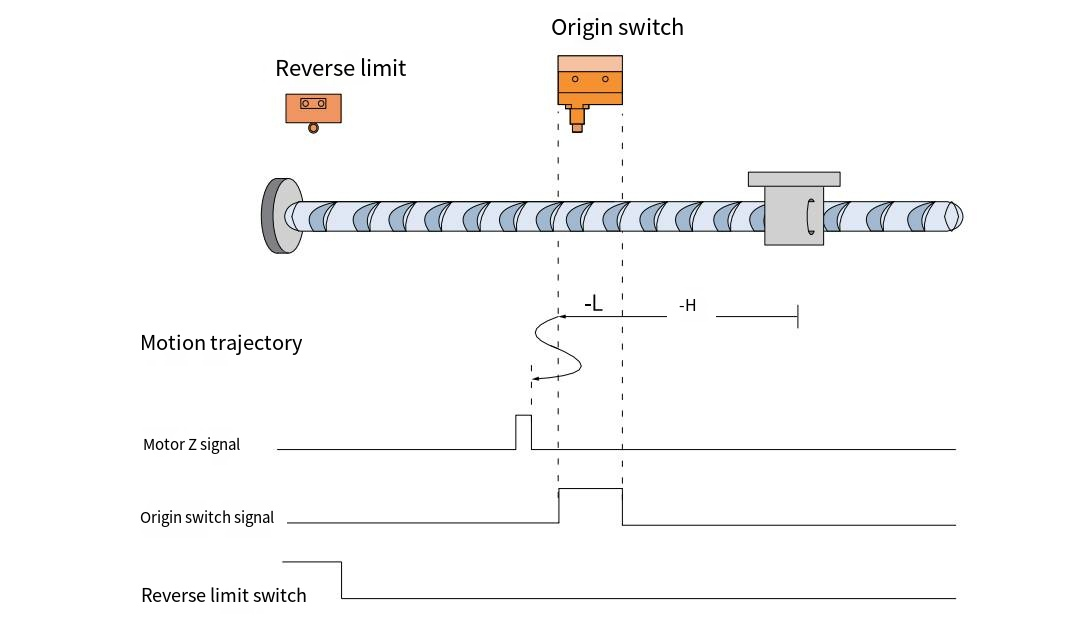 Origin switch
Reverse limit
-L
-H
Motion trajectory
Motor Z signal
Origin switch signal
Reverse limit switch